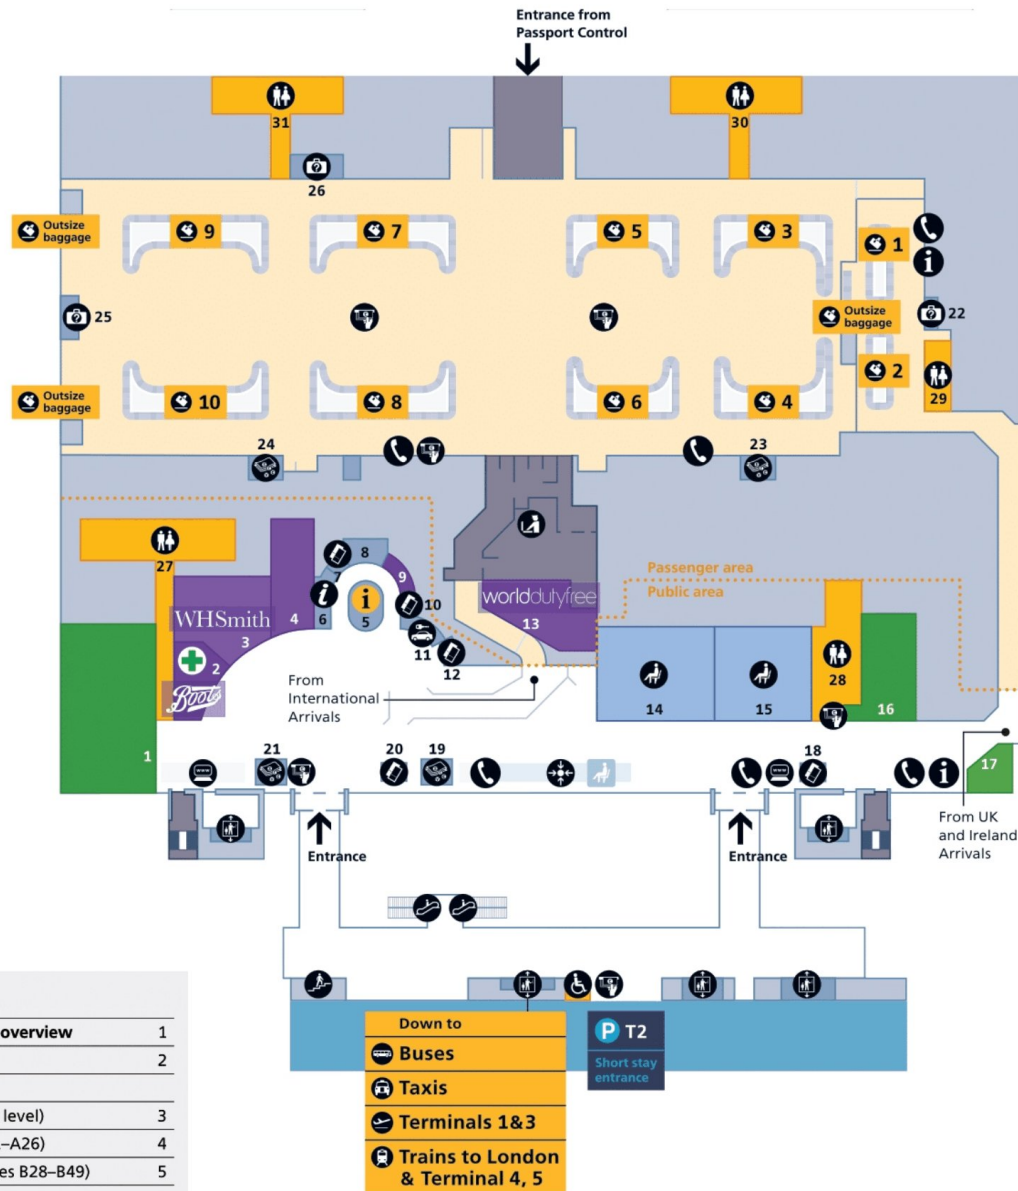 Entrance from
Passport Control
31
30
26
Outsize
baggage
9
7
5
3
1
25
Outsize
baggage
22
Outsize
baggage
10
8
6
4
2
29
24
23
27
8
7
9
Passenger area
Public area
WHSmith
4
6
i
5
10
worlddutyfree
13
3
2
11
12
28
Boots
From
International
Arrivals
14
15
16
1
21
20
19
18
17
www
www
Entrance
Entrance
From UK
and Ireland
Arrivals
overview 1
2
level) 3
–A26) 4
es B28–B49) 5
Down to
Buses
Taxis
Terminals 1&3
Trains to London
& Terminal 4, 5
P T2
Short stay
entrance